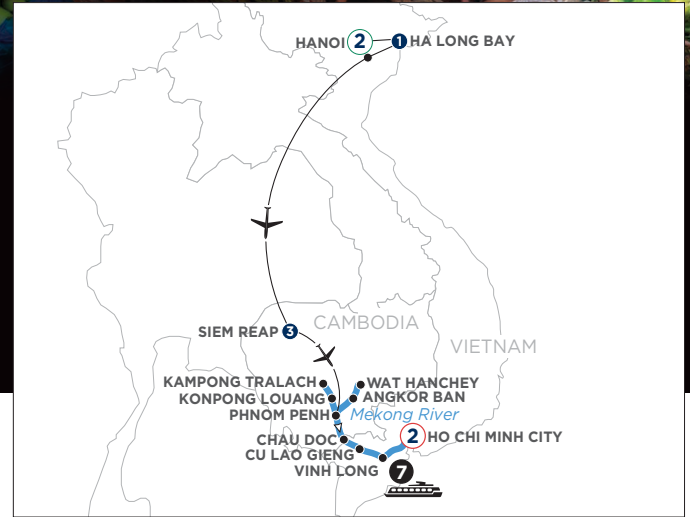 HANOI 2
1 HA LONG BAY
SIEM REAP 3
CAMBODIA
VIETNAM
KAMPONG TRALACH
WAT HANCHEY
KONPONG LOUANG
ANGKOR BAN
PHNOM PENH
Mekong River
CHAU DOC
2 HO CHI MINH CITY
CU LAO GIENG
VINH LONG
7